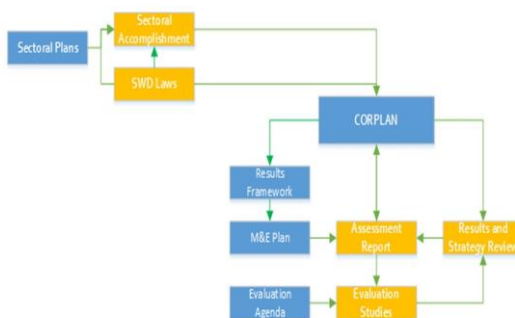 Sectoral
Accomplishment
Sectoral Plans
SWD Laws
CORPLAN
Results
Framework
M&E Plan
Assessment
Report
Results and
Strategy Review
Evaluation
Agenda
Evaluation
Studies